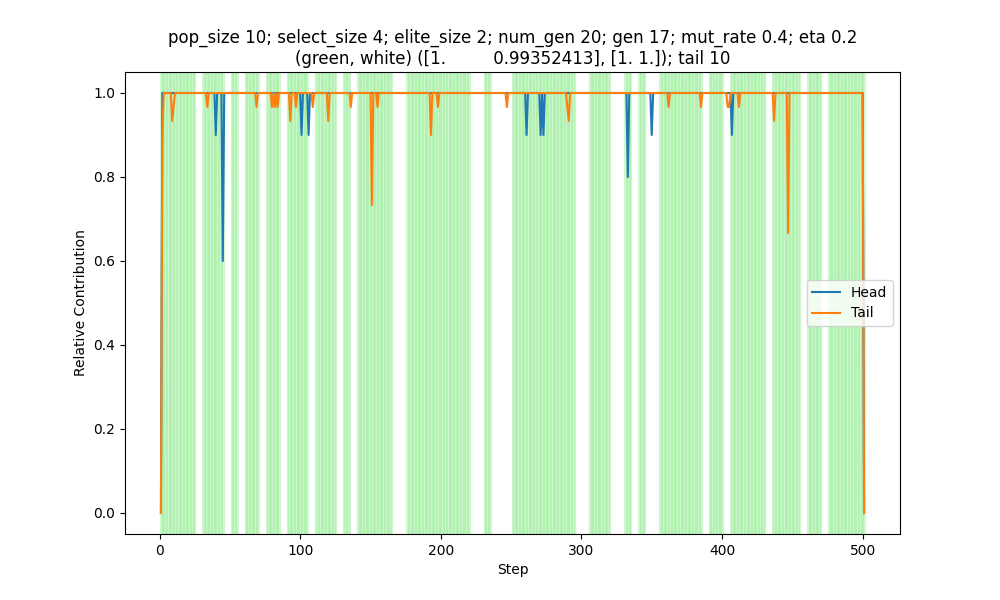 pop_size 10; select_size 4; elite_size 2; num_gen 20; gen 17; mut_rate 0.4; eta 0.2
(green, white) ([1.         0.99352413], [1. 1.]); tail 10
Relative Contribution
1.0
0.8
0.6
0.4
0.2
0.0
Head
Tail
0
100
200
300
400
500
Step